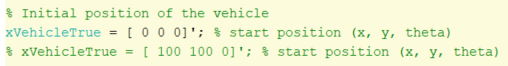 % Initial position of the vehicle
xVehicleTrue = [ 0 0 0]'; % start position (x, y, theta)
% xVehicleTrue = [ 100 100 0]'; % start position (x, y, theta)